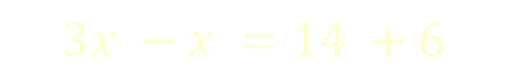 3x − x = 14 + 6